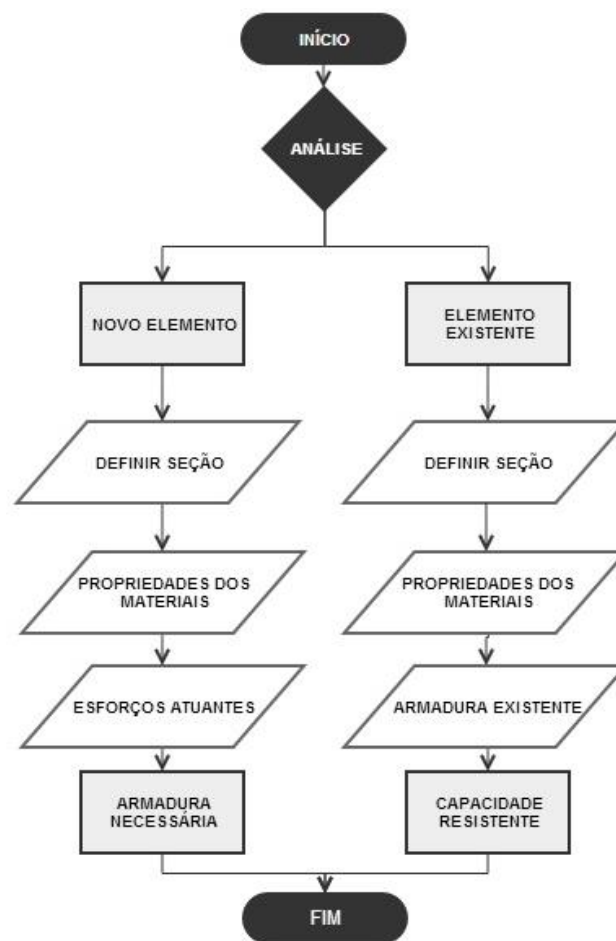 INÍCIO
ANÁLISE
NOVO ELEMENTO
DEFINIR SEÇÃO
PROPRIEDADES DOS
MATERIAIS
ESFORÇOS ATUANTES
ARMADURA
NECESSÁRIA
ELEMENTO
EXISTENTE
DEFINIR SEÇÃO
PROPRIEDADES DOS
MATERIAIS
ARMADURA EXISTENTE
CAPACIDADE
RESISTENTE
FIM